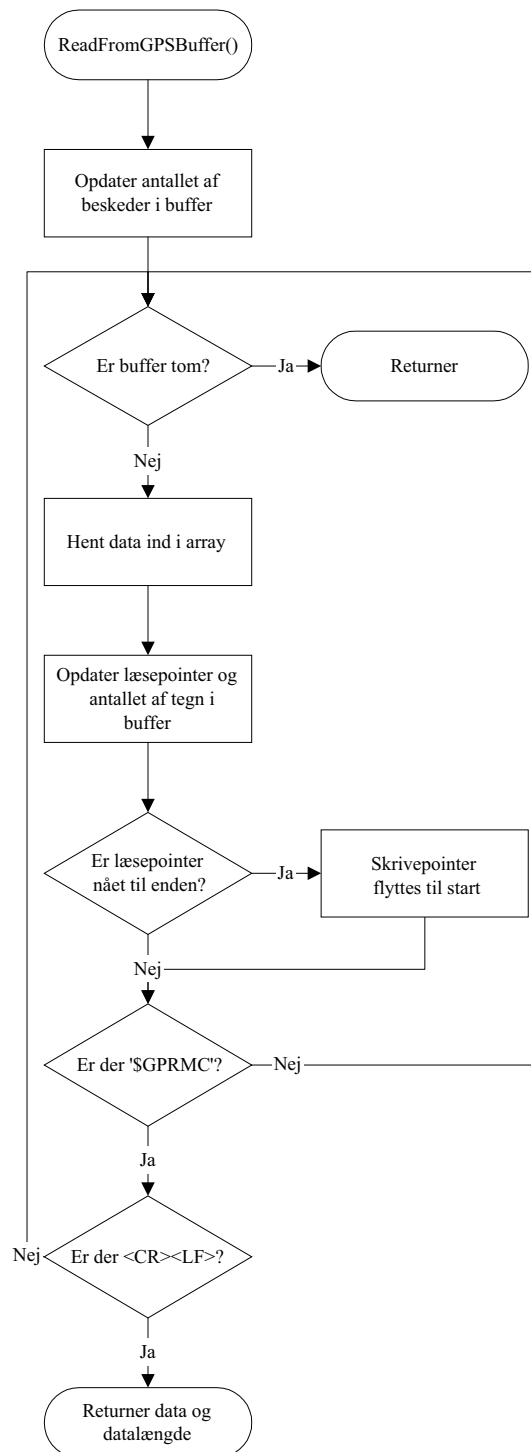 ReadFromGPSBuffer()
Opdater antallet af
beskeder i buffer
Er buffer tom?
Ja
Returner
Nej
Hent data ind i array
Opdater læsepointer og
antallet af tegn i
buffer
Er læsepointer
nået til enden?
Ja
Skrivepointer
flyttes til start
Nej
Er der '$GPRMC'?
Nej
Ja
Nej
Er der <CR><LF>?
Ja
Returner data og
datalængde